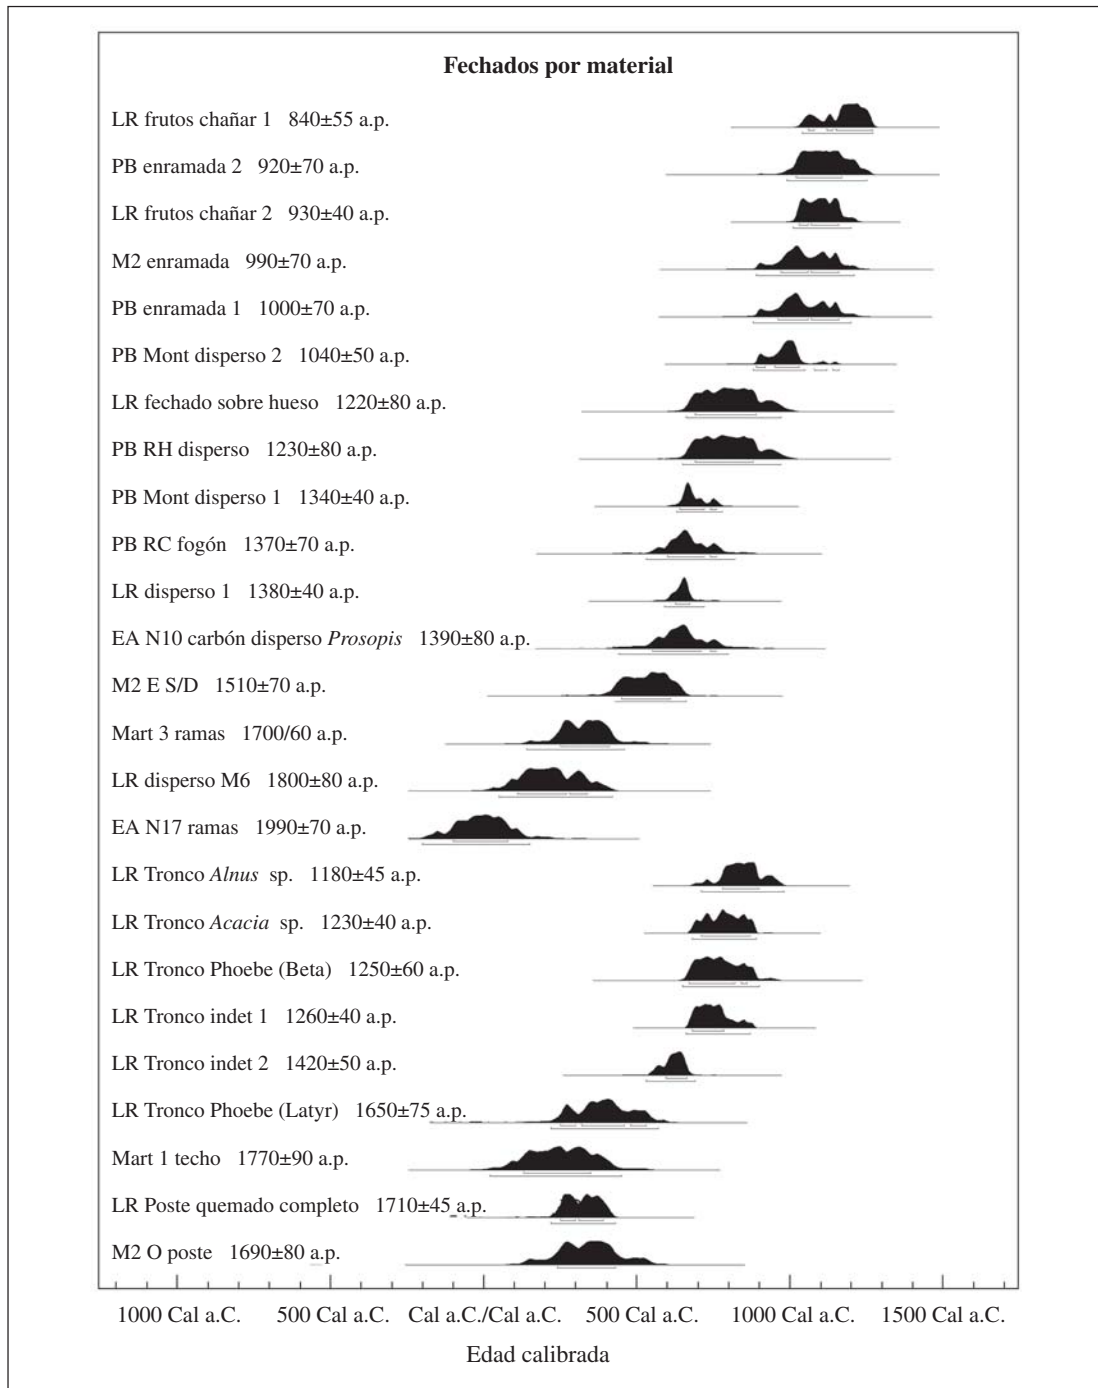 Fechados por material
LR frutos chañar 1 840±55 a.p.
PB enramada 2 920±70 a.p.
LR frutos chañar 2 930±40 a.p.
M2 enramada 990±70 a.p.
PB enramada 1 1000±70 a.p.
PB Mont disperso 2 1040±50 a.p.
LR fechado sobre hueso 1220±80 a.p.
PB RH disperso 1230±80 a.p.
PB Mont disperso 1 1340±40 a.p.
PB RC fogón 1370±70 a.p.
LR disperso 1 1380±40 a.p.
EA N10 carbón disperso Prosopis 1390±80 a.p.
M2 E S/D 1510±70 a.p.
Mart 3 ramas 1700/60 a.p.
LR disperso M6 1800±80 a.p.
EA N17 ramas 1990±70 a.p.
LR Tronco Alnus sp. 1180±45 a.p.
LR Tronco Acacia sp. 1230±40 a.p.
LR Tronco Phoebe (Beta) 1250±60 a.p.
LR Tronco indet 1 1260±40 a.p.
LR Tronco indet 2 1420±50 a.p.
LR Tronco Phoebe (Latyr) 1650±75 a.p.
Mart 1 techo 1770±90 a.p.
LR Poste quemado completo 1710±45 a.p.
M2 O poste 1690±80 a.p.
1000 Cal a.C. 500 Cal a.C. Cal a.C./Cal a.C. 500 Cal a.C. 1000 Cal a.C. 1500 Cal a.C.
Edad calibrada